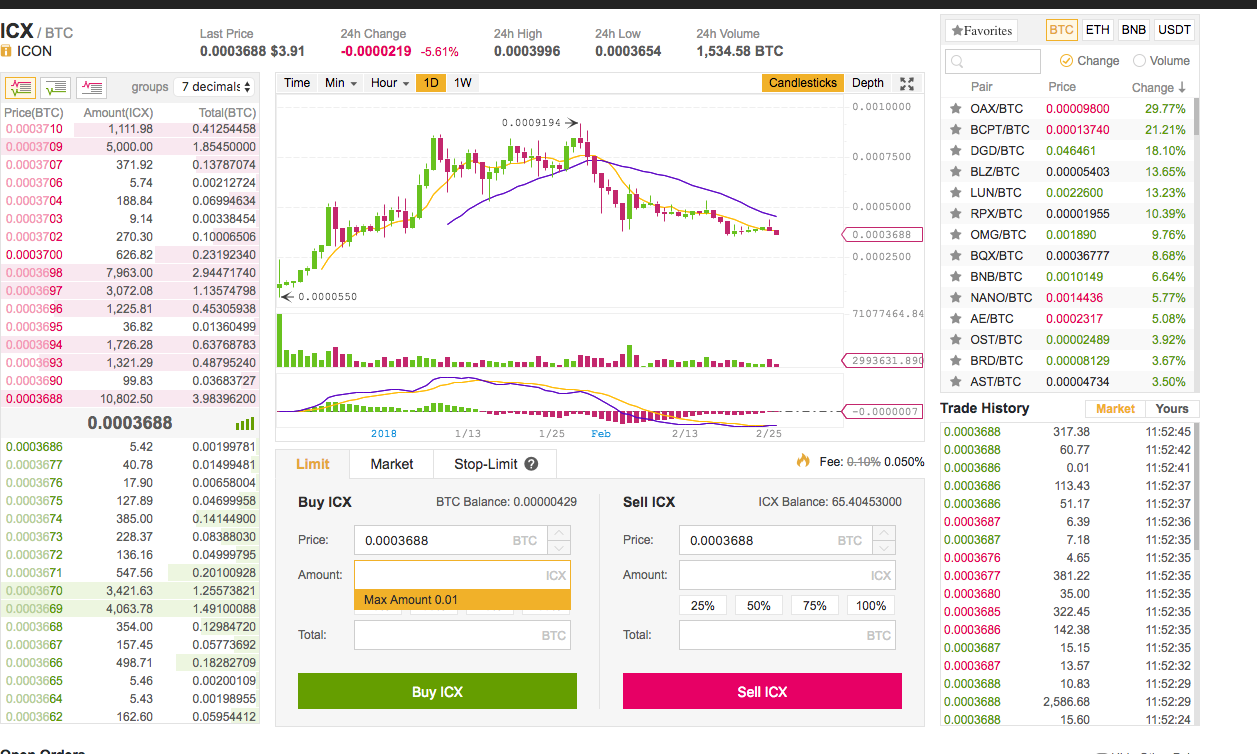 ICX / BTC
ICON
Last Price
0.0003688 $3.91
24h Change
-0.0000219 -5.61%
24h High
0.0003996
24h Low
0.0003654
24h Volume
1,534.58 BTC
groups 7 decimals
Price(BTC) Amount(ICX) Total(BTC)
0.0003710 1,111.98 0.41254458
0.0003709 5,000.00 1.85450000
0.0003707 371.92 0.13787074
0.0003706 5.74 0.00212724
0.0003704 188.84 0.06994634
0.0003703 9.14 0.00338454
0.0003702 270.30 0.10006506
0.0003700 626.82 0.23192340
0.0003698 7,963.00 2.94471740
0.0003697 3,072.08 1.13574798
0.0003696 1,225.81 0.45305938
0.0003695 36.82 0.01360499
0.0003694 1,726.28 0.63768783
0.0003693 1,321.29 0.48795240
0.0003690 99.83 0.03683727
0.0003688 10,802.50 3.98396200
0.0003688
0.0003686 5.42 0.00199781
0.0003677 40.78 0.01499481
0.0003676 17.90 0.00658004
0.0003675 127.89 0.04699958
0.0003674 385.00 0.14144900
0.0003673 228.37 0.08388030
0.0003672 136.16 0.04999795
0.0003671 547.56 0.20100928
0.0003670 3,421.63 1.25573821
0.0003669 4,063.78 1.49100088
0.0003668 354.00 0.12984720
0.0003667 157.45 0.05773692
0.0003666 498.71 0.18282709
0.0003665 5.46 0.00200109
0.0003664 5.43 0.00198955
0.0003662 162.60 0.05954412
Time Min Hour 1D 1W Candlesticks Depth
0.0010000
0.0009194
0.0007500
0.0005000
0.0003688
0.0002500
0.0000550
71077464.84
2993631.890
-0.0000007
2018 1/13 1/25 Feb 2/13 2/25
Limit Market Stop-Limit ? Fee: 0.10% 0.050%
Buy ICX BTC Balance: 0.00000429
Price: 0.0003688 BTC
Amount: ICX
Max Amount 0.01
Total: BTC
Buy ICX
Sell ICX ICX Balance: 65.40453000
Price: 0.0003688 BTC
Amount: ICX
25% 50% 75% 100%
Total: BTC
Sell ICX
Favorites BTC ETH BNB USDT
Change Volume
Pair Price Change
OAX/BTC 0.00009800 29.77%
BCPT/BTC 0.00013740 21.21%
DGD/BTC 0.046461 18.10%
BLZ/BTC 0.00005403 13.65%
LUN/BTC 0.0022600 13.23%
RPX/BTC 0.00001955 10.39%
OMG/BTC 0.001890 9.76%
BQX/BTC 0.00036777 8.68%
BNB/BTC 0.0010149 6.64%
NANO/BTC 0.0014436 5.77%
AE/BTC 0.0002317 5.08%
OST/BTC 0.00002489 3.92%
BRD/BTC 0.00008129 3.67%
AST/BTC 0.00004734 3.50%
Trade History Market Yours
0.0003688 317.38 11:52:45
0.0003688 60.77 11:52:42
0.0003686 0.01 11:52:41
0.0003686 113.43 11:52:37
0.0003686 51.17 11:52:37
0.0003687 6.39 11:52:36
0.0003687 7.18 11:52:35
0.0003676 4.65 11:52:35
0.0003677 381.22 11:52:35
0.0003680 35.00 11:52:35
0.0003685 322.45 11:52:35
0.0003686 142.38 11:52:35
0.0003687 15.15 11:52:35
0.0003687 13.57 11:52:32
0.0003688 10.83 11:52:29
0.0003688 2,586.68 11:52:29
0.0003688 15.60 11:52:24
Open Orders